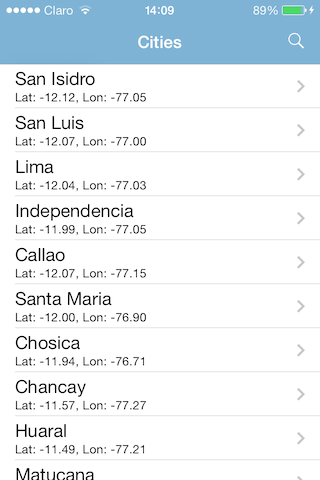 Claro 14:09 89%
Cities
San Isidro
Lat: -12.12, Lon: -77.05
San Luis
Lat: -12.07, Lon: -77.00
Lima
Lat: -12.04, Lon: -77.03
Independencia
Lat: -11.99, Lon: -77.05
Callao
Lat: -12.07, Lon: -77.15
Santa Maria
Lat: -12.00, Lon: -76.90
Chosica
Lat: -11.94, Lon: -76.71
Chancay
Lat: -11.57, Lon: -77.27
Huaral
Lat: -11.49, Lon: -77.21
Matucana